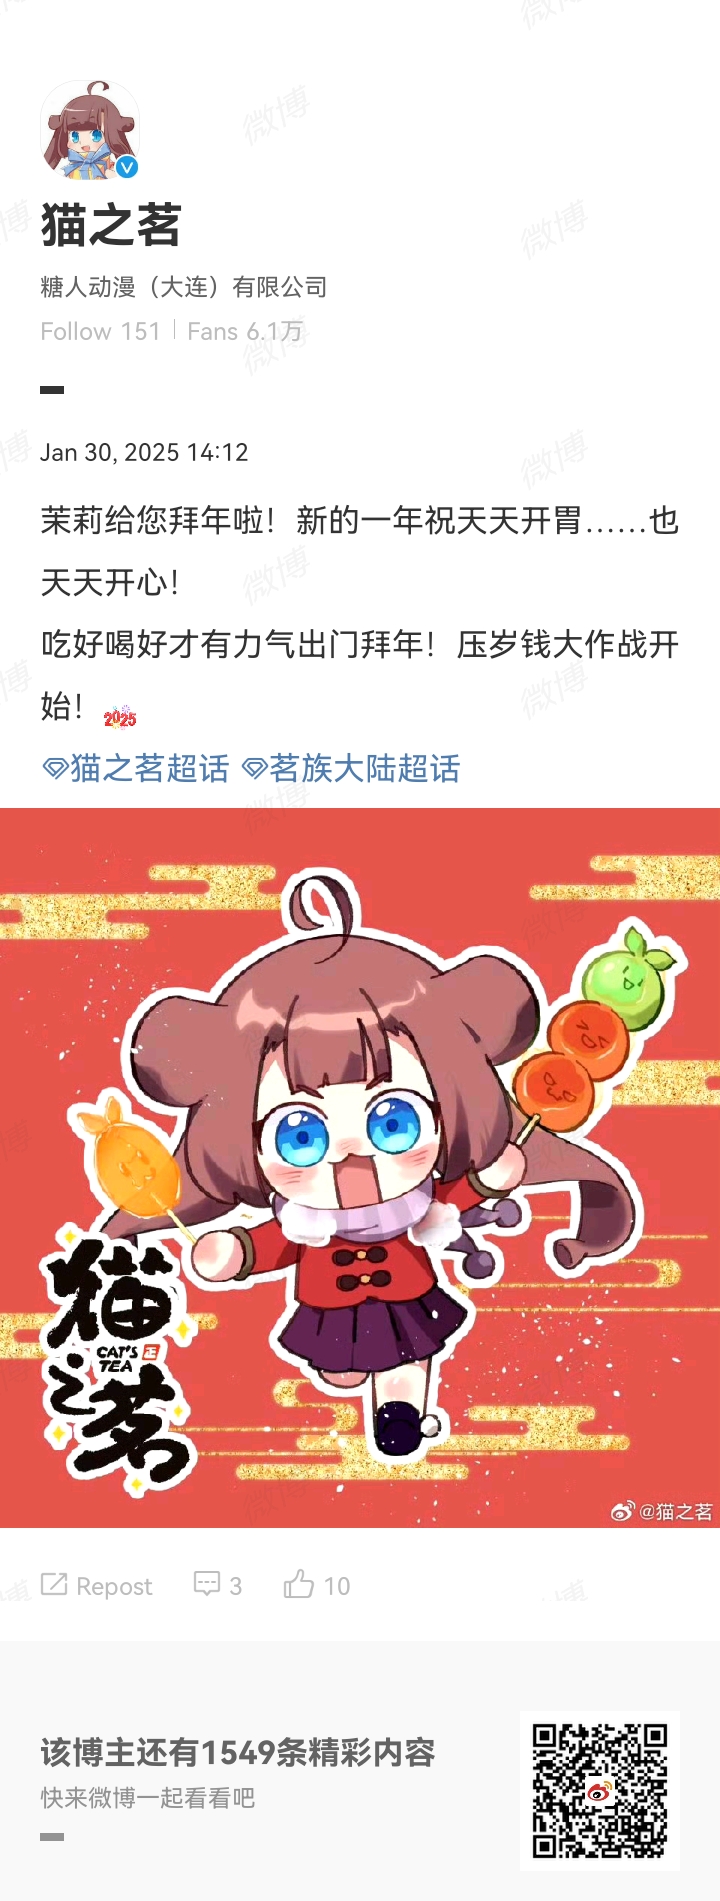 猫之茗
糖人动漫（大连）有限公司
Follow 151 | Fans 6.1万
Jan 30, 2025 14:12
茉莉给您拜年啦！新的一年祝天天开胃……也
天天开心！
吃好喝好才有力气出门拜年！压岁钱大作战开
始！ 2025
猫之茗超话 茗族大陆超话
猫之茗
CAT'S
TEA
正
@猫之茗
Repost 3 10
该博主还有1549条精彩内容
快来微博一起看看吧
微博